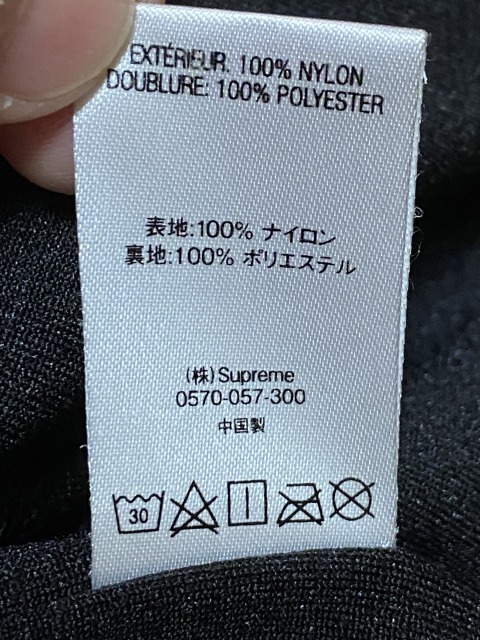 EXTÉRIEUR. 100% NYLON
DOUBLURE: 100% POLYESTER
表地:100% ナイロン
裏地:100% ポリエステル
(株)Supreme
0570-057-300
中国製
30